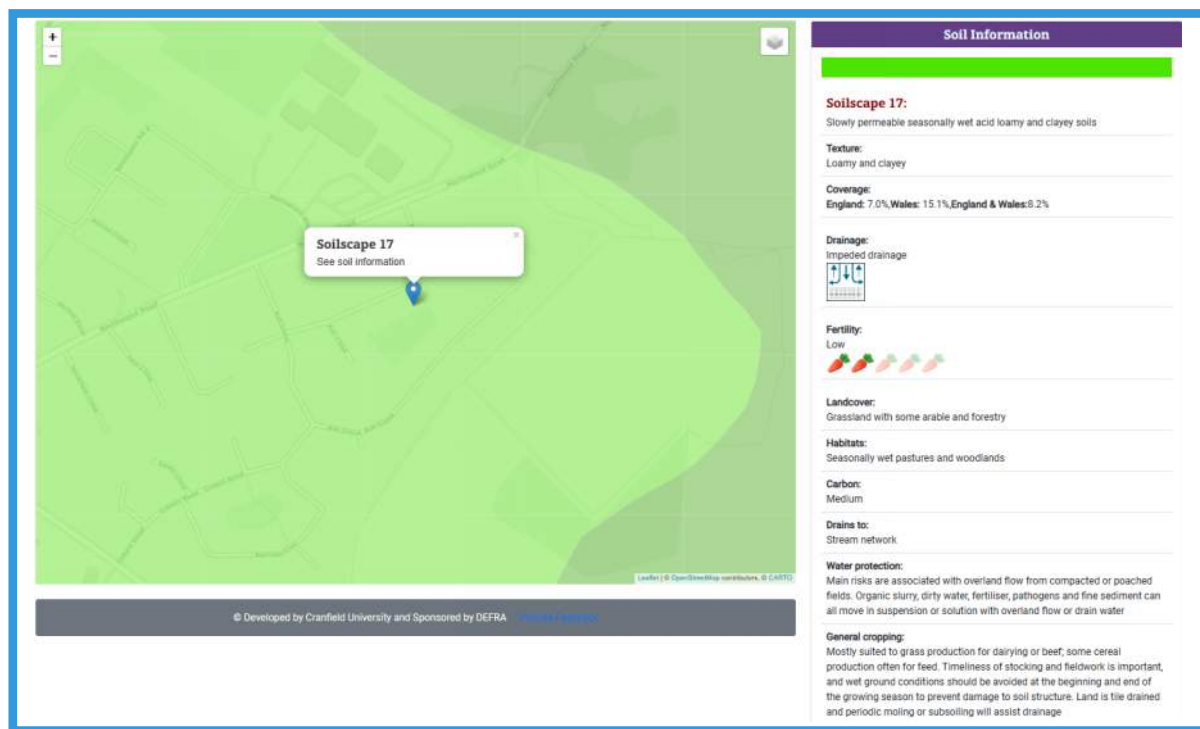 +
−
Soilscape 17
See soil information
×
Leaflet | © OpenStreetMap contributors, © CARTO
© Developed by Cranfield University and Sponsored by DEFRA
Soil Information
Soilscape 17:
Slowly permeable seasonally wet acid loamy and clayey soils
Texture:
Loamy and clayey
Coverage:
England: 7.0%,Wales: 15.1%,England & Wales:8.2%
Drainage:
Impeded drainage
Fertility:
Low
Landcover:
Grassland with some arable and forestry
Habitats:
Seasonally wet pastures and woodlands
Carbon:
Medium
Drains to:
Stream network
Water protection:
Main risks are associated with overland flow from compacted or poached
fields. Organic slurry, dirty water, fertiliser, pathogens and fine sediment can
all move in suspension or solution with overland flow or drain water
General cropping:
Mostly suited to grass production for dairying or beef; some cereal
production often for feed. Timeliness of stocking and fieldwork is important,
and wet ground conditions should be avoided at the beginning and end of
the growing season to prevent damage to soil structure. Land is tile drained
and periodic moling or subsoiling will assist drainage